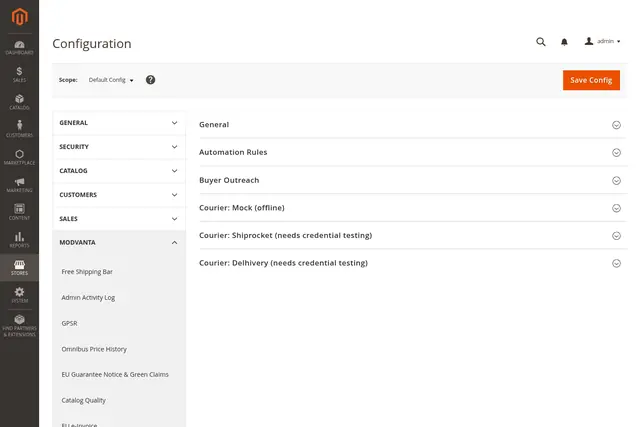 Configuration
admin
Scope:
Default Config
?
Save Config
DASHBOARD
SALES
CATALOG
CUSTOMERS
MARKETPLACE
MARKETING
CONTENT
REPORTS
STORES
SYSTEM
FIND PARTNERS
& EXTENSIONS
GENERAL
SECURITY
CATALOG
CUSTOMERS
SALES
MODVANTA
Free Shipping Bar
Admin Activity Log
GPSR
Omnibus Price History
EU Guarantee Notice & Green Claims
Catalog Quality
EU e-Invoice
General
Automation Rules
Buyer Outreach
Courier: Mock (offline)
Courier: Shiprocket (needs credential testing)
Courier: Delhivery (needs credential testing)